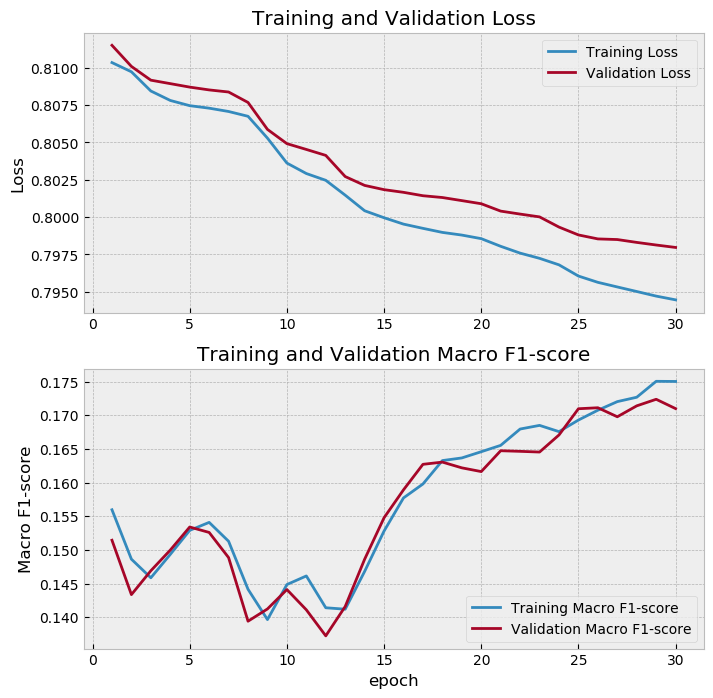 Training and Validation Loss
0.8100
0.8075
0.8050
0.8025
0.8000
0.7975
0.7950
Loss
Training Loss
Validation Loss
0 5 10 15 20 25 30
Training and Validation Macro F1-score
0.175
0.170
0.165
0.160
0.155
0.150
0.145
0.140
Macro F1-score
Training Macro F1-score
Validation Macro F1-score
0 5 10 15 20 25 30
epoch